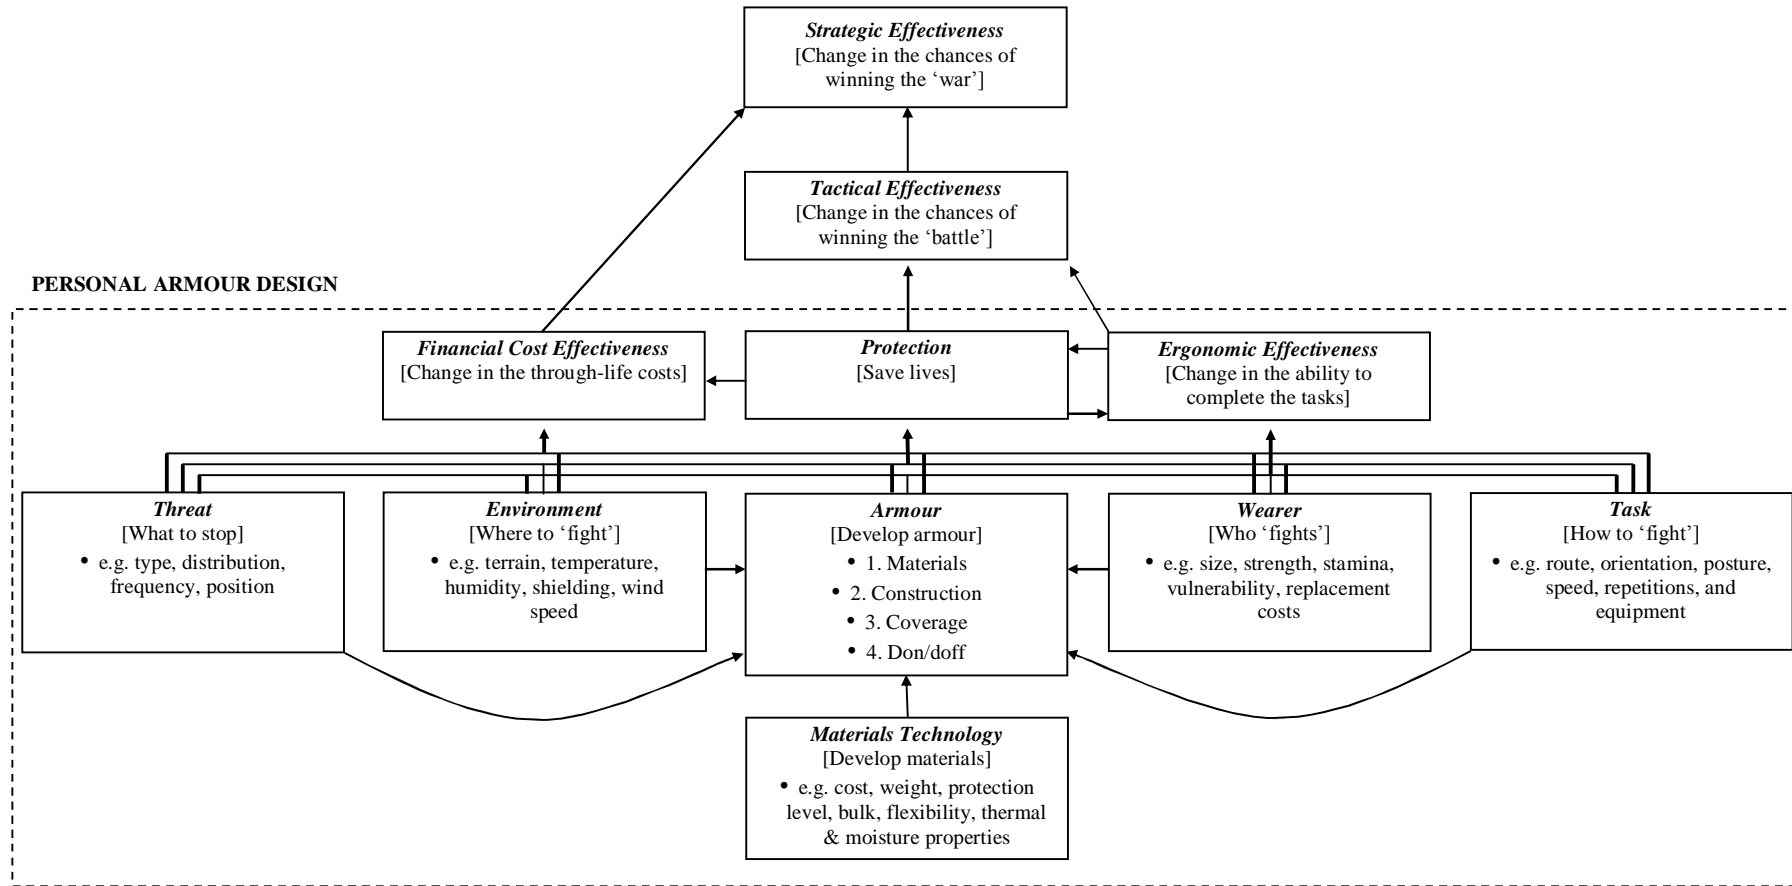 Strategic Effectiveness
[Change in the chances of
winning the ‘war’]
Tactical Effectiveness
[Change in the chances of
winning the ‘battle’]
PERSONAL ARMOUR DESIGN
Financial Cost Effectiveness
[Change in the through-life costs]
Protection
[Save lives]
Ergonomic Effectiveness
[Change in the ability to
complete the tasks]
Threat
[What to stop]
• e.g. type, distribution,
frequency, position
Environment
[Where to ‘fight’]
• e.g. terrain, temperature,
humidity, shielding, wind
speed
Armour
[Develop armour]
• 1. Materials
• 2. Construction
• 3. Coverage
• 4. Don/doff
Wearer
[Who ‘fights’]
• e.g. size, strength, stamina,
vulnerability, replacement
costs
Task
[How to ‘fight’]
• e.g. route, orientation, posture,
speed, repetitions, and
equipment
Materials Technology
[Develop materials]
• e.g. cost, weight, protection
level, bulk, flexibility, thermal
& moisture properties